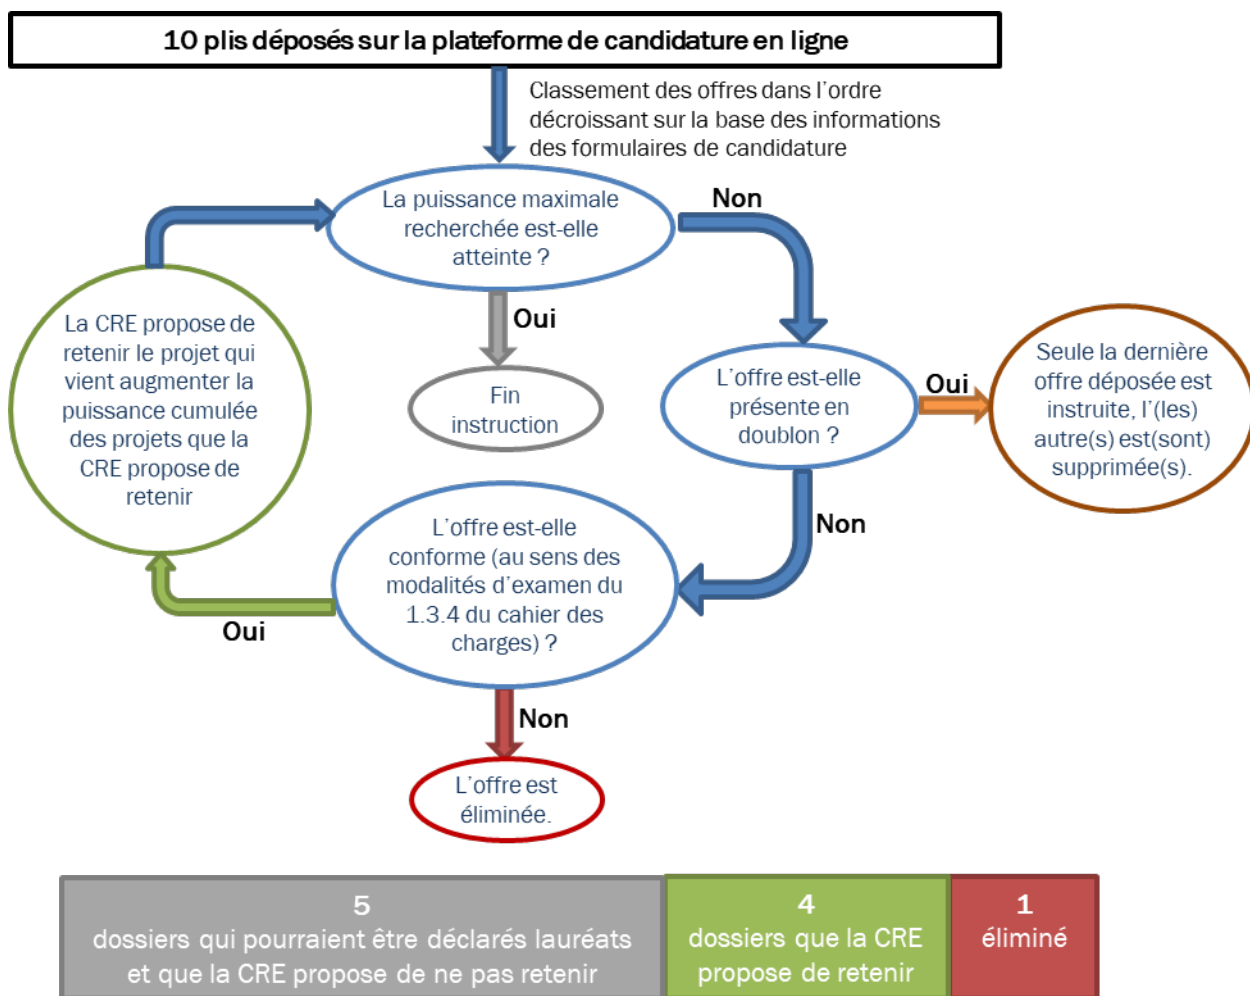 10 plis déposés sur la plateforme de candidature en ligne
Classement des offres dans l'ordre
décroissant sur la base des informations
des formulaires de candidature
La puissance maximale
recherchée est-elle
atteinte ?
Non
Oui
Fin
instruction
L'offre est-elle
présente en
doublon ?
Oui
Seule la dernière
offre déposée est
instruite, l'(les)
autre(s) est(sont)
supprimée(s).
Non
L'offre est-elle
conforme (au sens des
modalités d'examen du
1.3.4 du cahier des
charges) ?
Oui
La CRE propose de
retenir le projet qui
vient augmenter la
puissance cumulée
des projets que la
CRE propose de
retenir
Non
L'offre est
éliminée.
5
dossiers qui pourraient être déclarés lauréats
et que la CRE propose de ne pas retenir
4
dossiers que la CRE
propose de retenir
1
éliminé